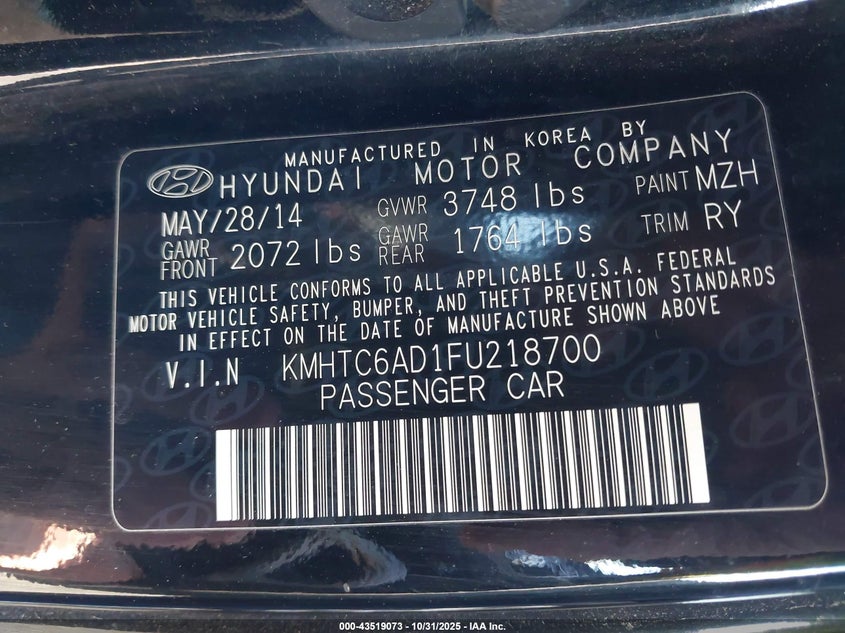 MANUFACTURED IN KOREA BY
HYUNDAI MOTOR COMPANY
MAY/28/14 GVWR 3748 lbs PAINT MZH
GAWR FRONT 2072 lbs GAWR REAR 1764 lbs TRIM RY
THIS VEHICLE CONFORMS TO ALL APPLICABLE U.S.A. FEDERAL
MOTOR VEHICLE SAFETY, BUMPER, AND THEFT PREVENTION STANDARDS
IN EFFECT ON THE DATE OF MANUFACTURE SHOWN ABOVE
V.I.N KMHTC6AD1FU218700
PASSENGER CAR
000-43519073 - 10/31/2025 - IAA Inc.